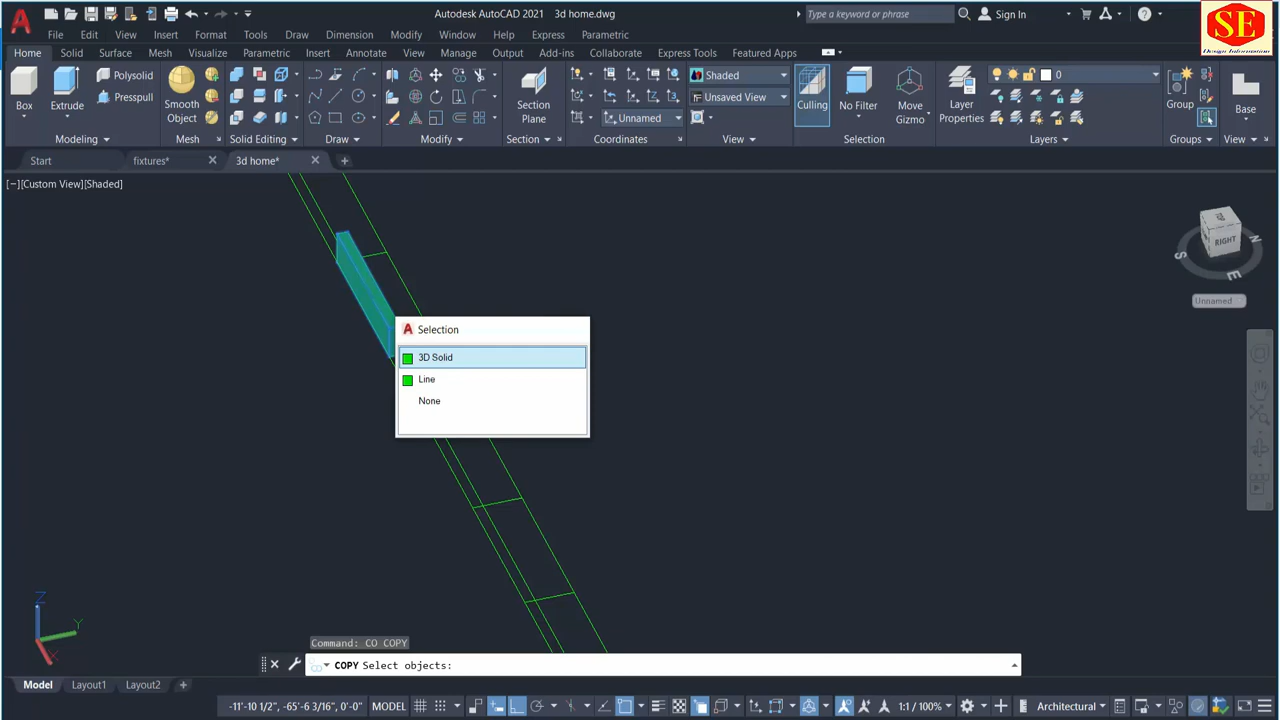 Autodesk AutoCAD 2021 3d home.dwg
Type a keyword or phrase
Sign In
SE
Design Information
File Edit View Insert Format Tools Draw Dimension Modify Window Help Express Parametric
Home Solid Surface Mesh Visualize Parametric Insert Annotate View Manage Output Add-ins Collaborate Express Tools Featured Apps
Box
Extrude
Polysolid
Presspull
Smooth
Object
Section
Plane
Unnamed
Shaded
Unsaved View
Culling
No Filter
Move
Gizmo
Layer
Properties
0
Group
Base
Modeling Mesh Solid Editing Draw Modify Section Coordinates View Selection Layers Groups View
Start fixtures* 3d home*
[−][Custom View][Shaded]
RIGHT
S
N
E
Unnamed
Selection
3D Solid
Line
None
Z
Y
X
Command: CO COPY
COPY Select objects:
Model Layout1 Layout2
-11'-10 1/2", -65'-6 3/16", 0'-0" MODEL 1:1 / 100% Architectural